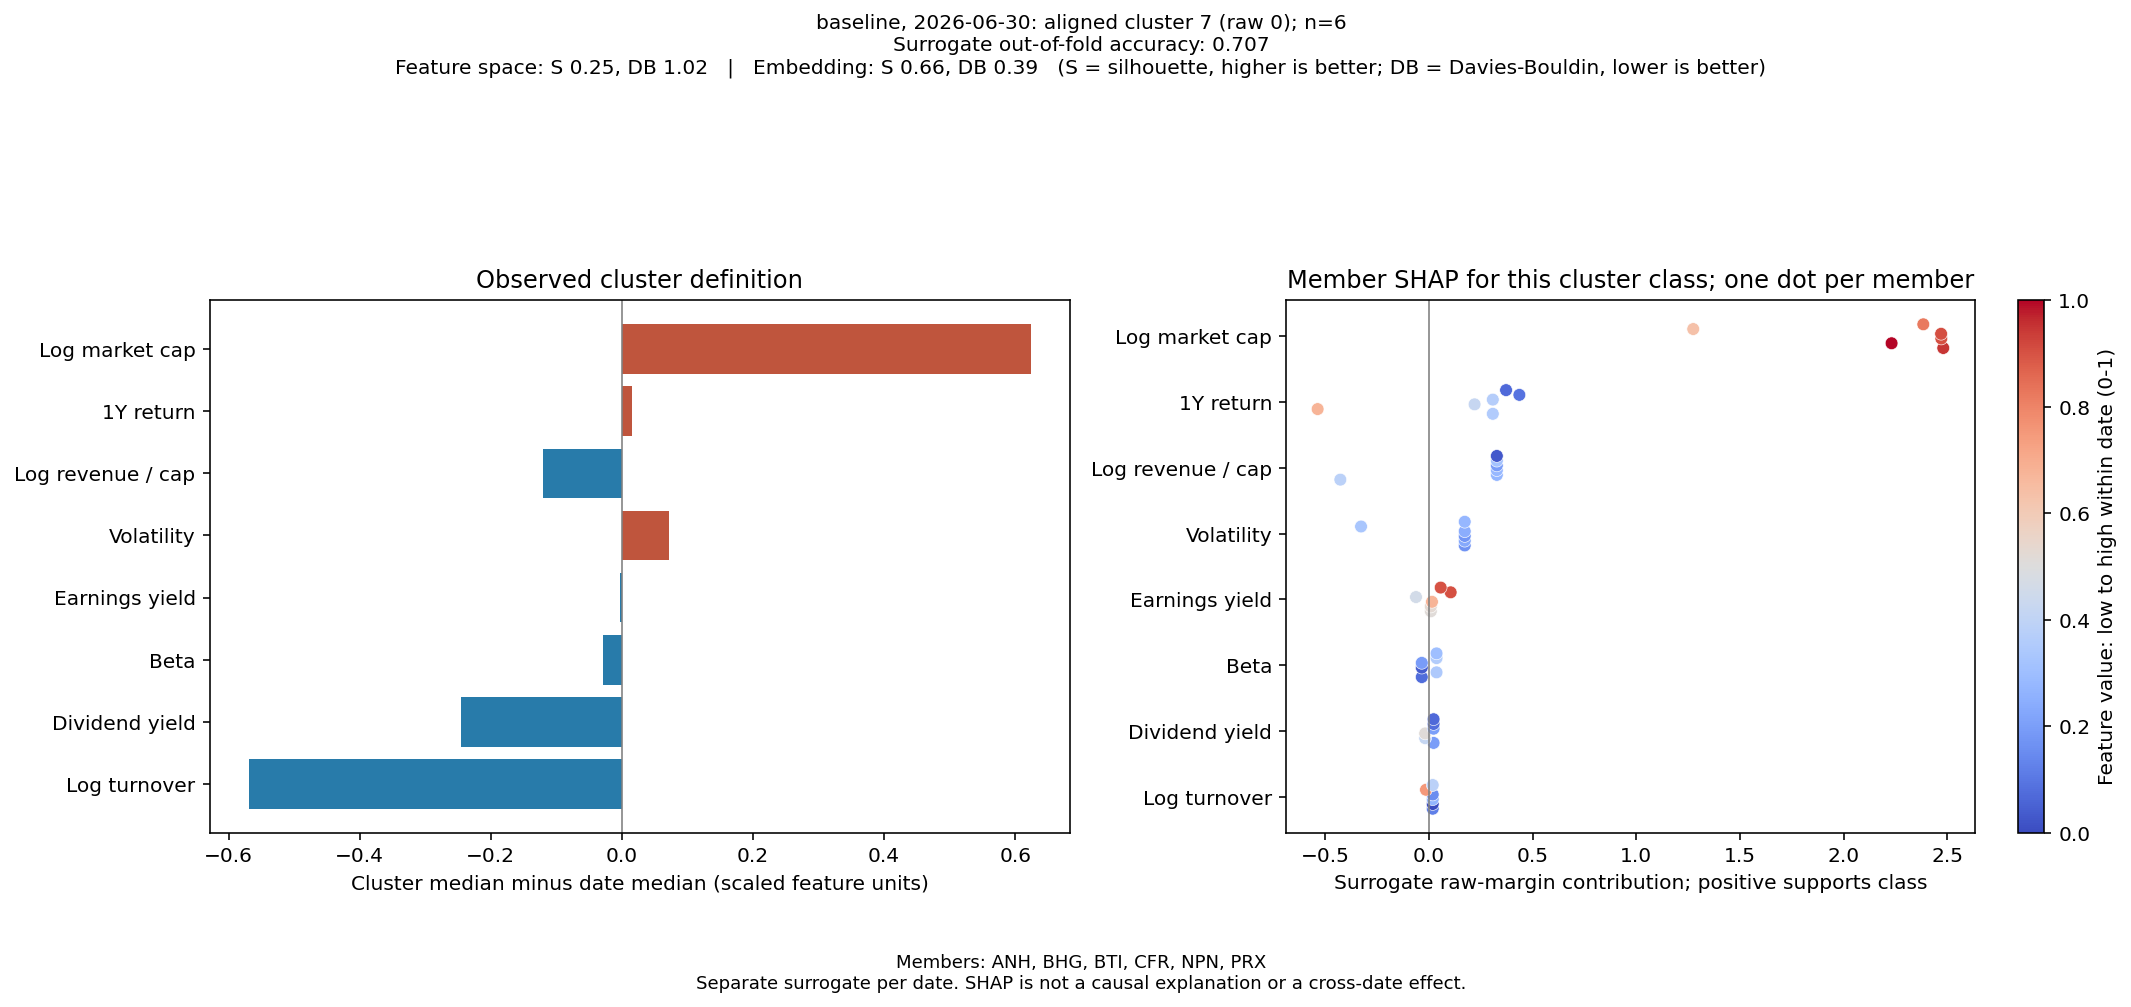 baseline, 2026-06-30: aligned cluster 7 (raw 0); n=6
Surrogate out-of-fold accuracy: 0.707
Feature space: S 0.25, DB 1.02   |   Embedding: S 0.66, DB 0.39   (S = silhouette, higher is better; DB = Davies-Bouldin, lower is better)
Observed cluster definition
Log market cap
1Y return
Log revenue / cap
Volatility
Earnings yield
Beta
Dividend yield
Log turnover
−0.6 −0.4 −0.2 0.0 0.2 0.4 0.6
Cluster median minus date median (scaled feature units)
Member SHAP for this cluster class; one dot per member
Log market cap
1Y return
Log revenue / cap
Volatility
Earnings yield
Beta
Dividend yield
Log turnover
−0.5 0.0 0.5 1.0 1.5 2.0 2.5
Surrogate raw-margin contribution; positive supports class
1.0
0.8
0.6
0.4
0.2
0.0
Feature value: low to high within date (0-1)
Members: ANH, BHG, BTI, CFR, NPN, PRX
Separate surrogate per date. SHAP is not a causal explanation or a cross-date effect.